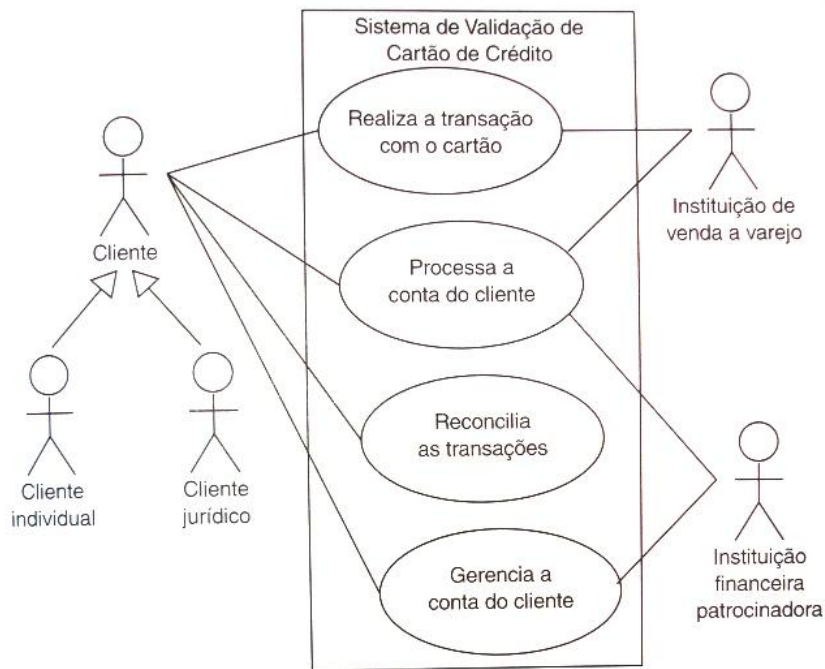 Sistema de Validação de
Cartão de Crédito
Realiza a transação
com o cartão
Instituição de
venda a varejo
Cliente
Processa a
conta do cliente
Reconcilia
as transações
Cliente
individual
Cliente
jurídico
Gerencia a
conta do cliente
Instituição
financeira
patrocinadora